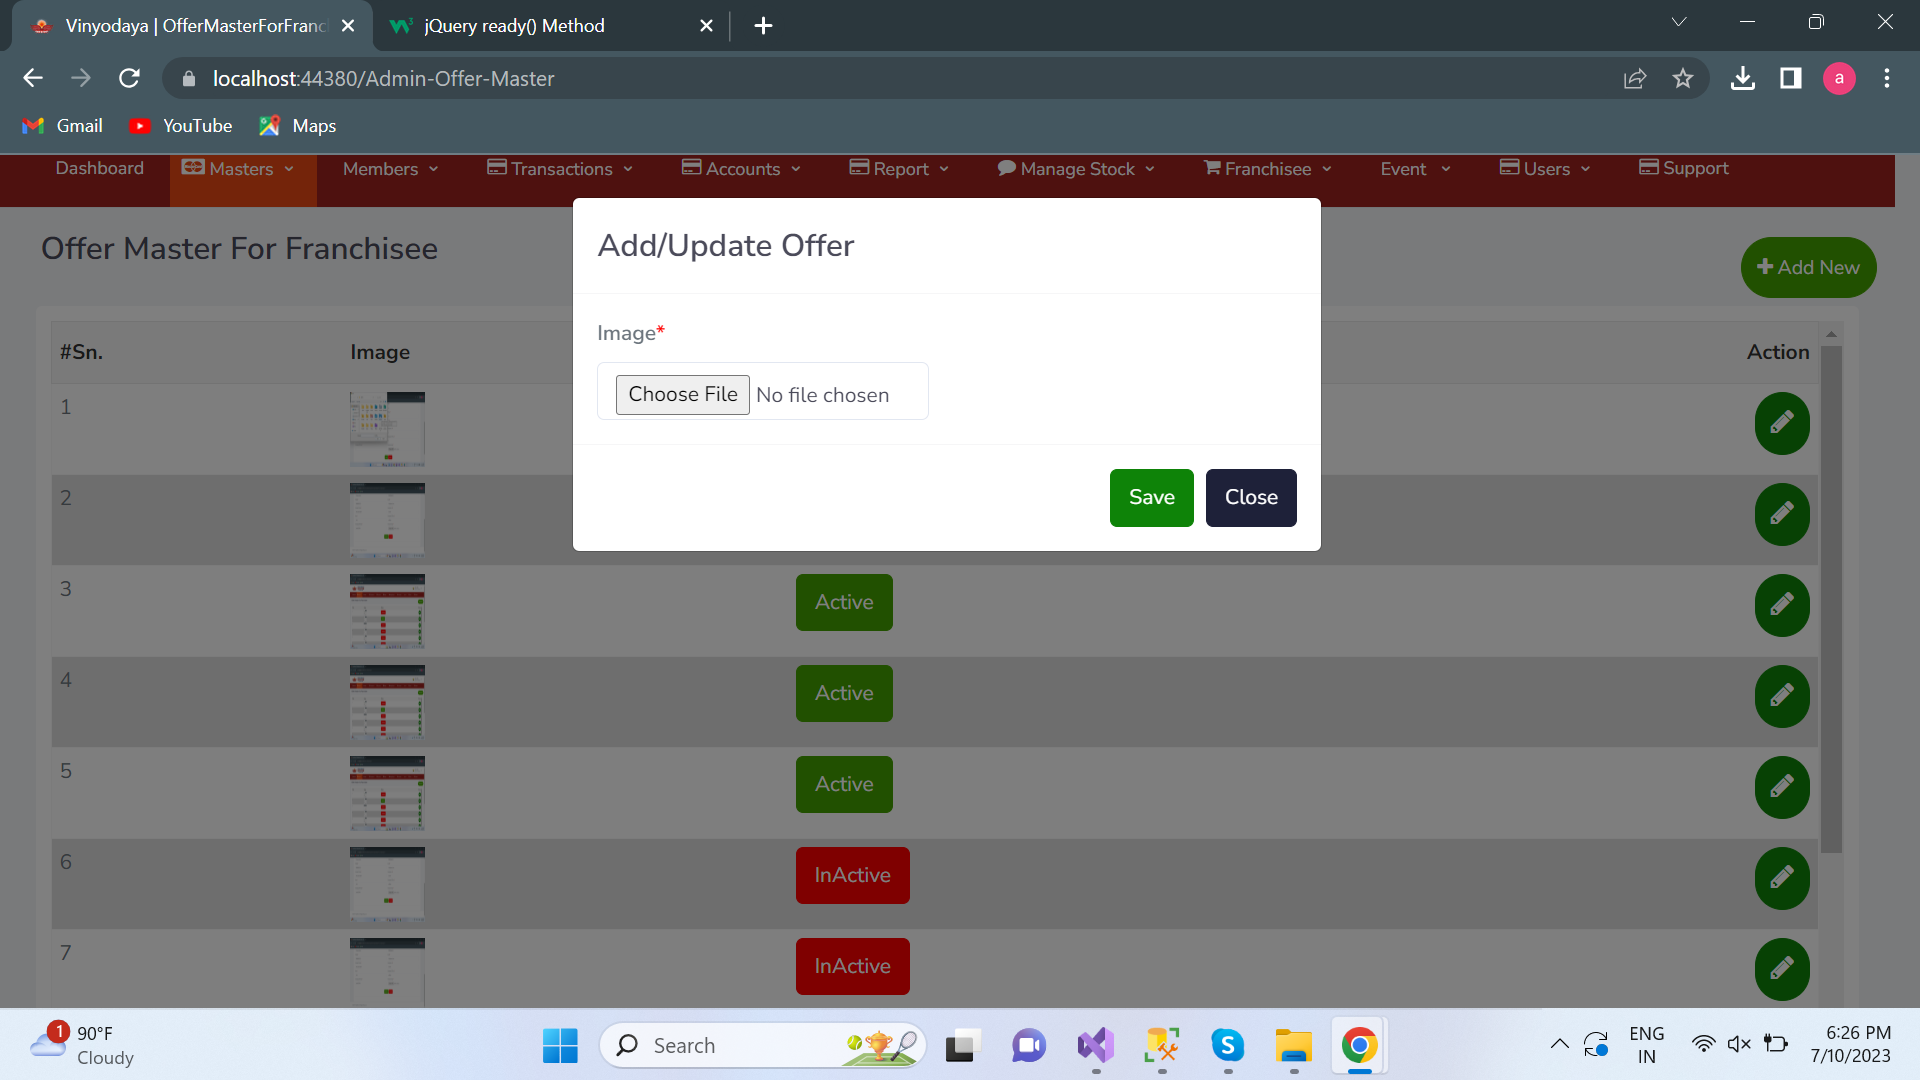 Vinyodaya | OfferMasterForFranc
jQuery ready() Method
localhost:44380/Admin-Offer-Master
a
Gmail
YouTube
Maps
Dashboard
Masters
Members
Transactions
Accounts
Report
Manage Stock
Franchisee
Event
Users
Support
Offer Master For Franchisee
Add New
Add/Update Offer
Image*
Choose File No file chosen
Save
Close
#Sn.
Image
Action
1
2
3
Active
4
Active
5
Active
6
InActive
7
InActive
1
90°F
Cloudy
Search
ENG
IN
6:26 PM
7/10/2023